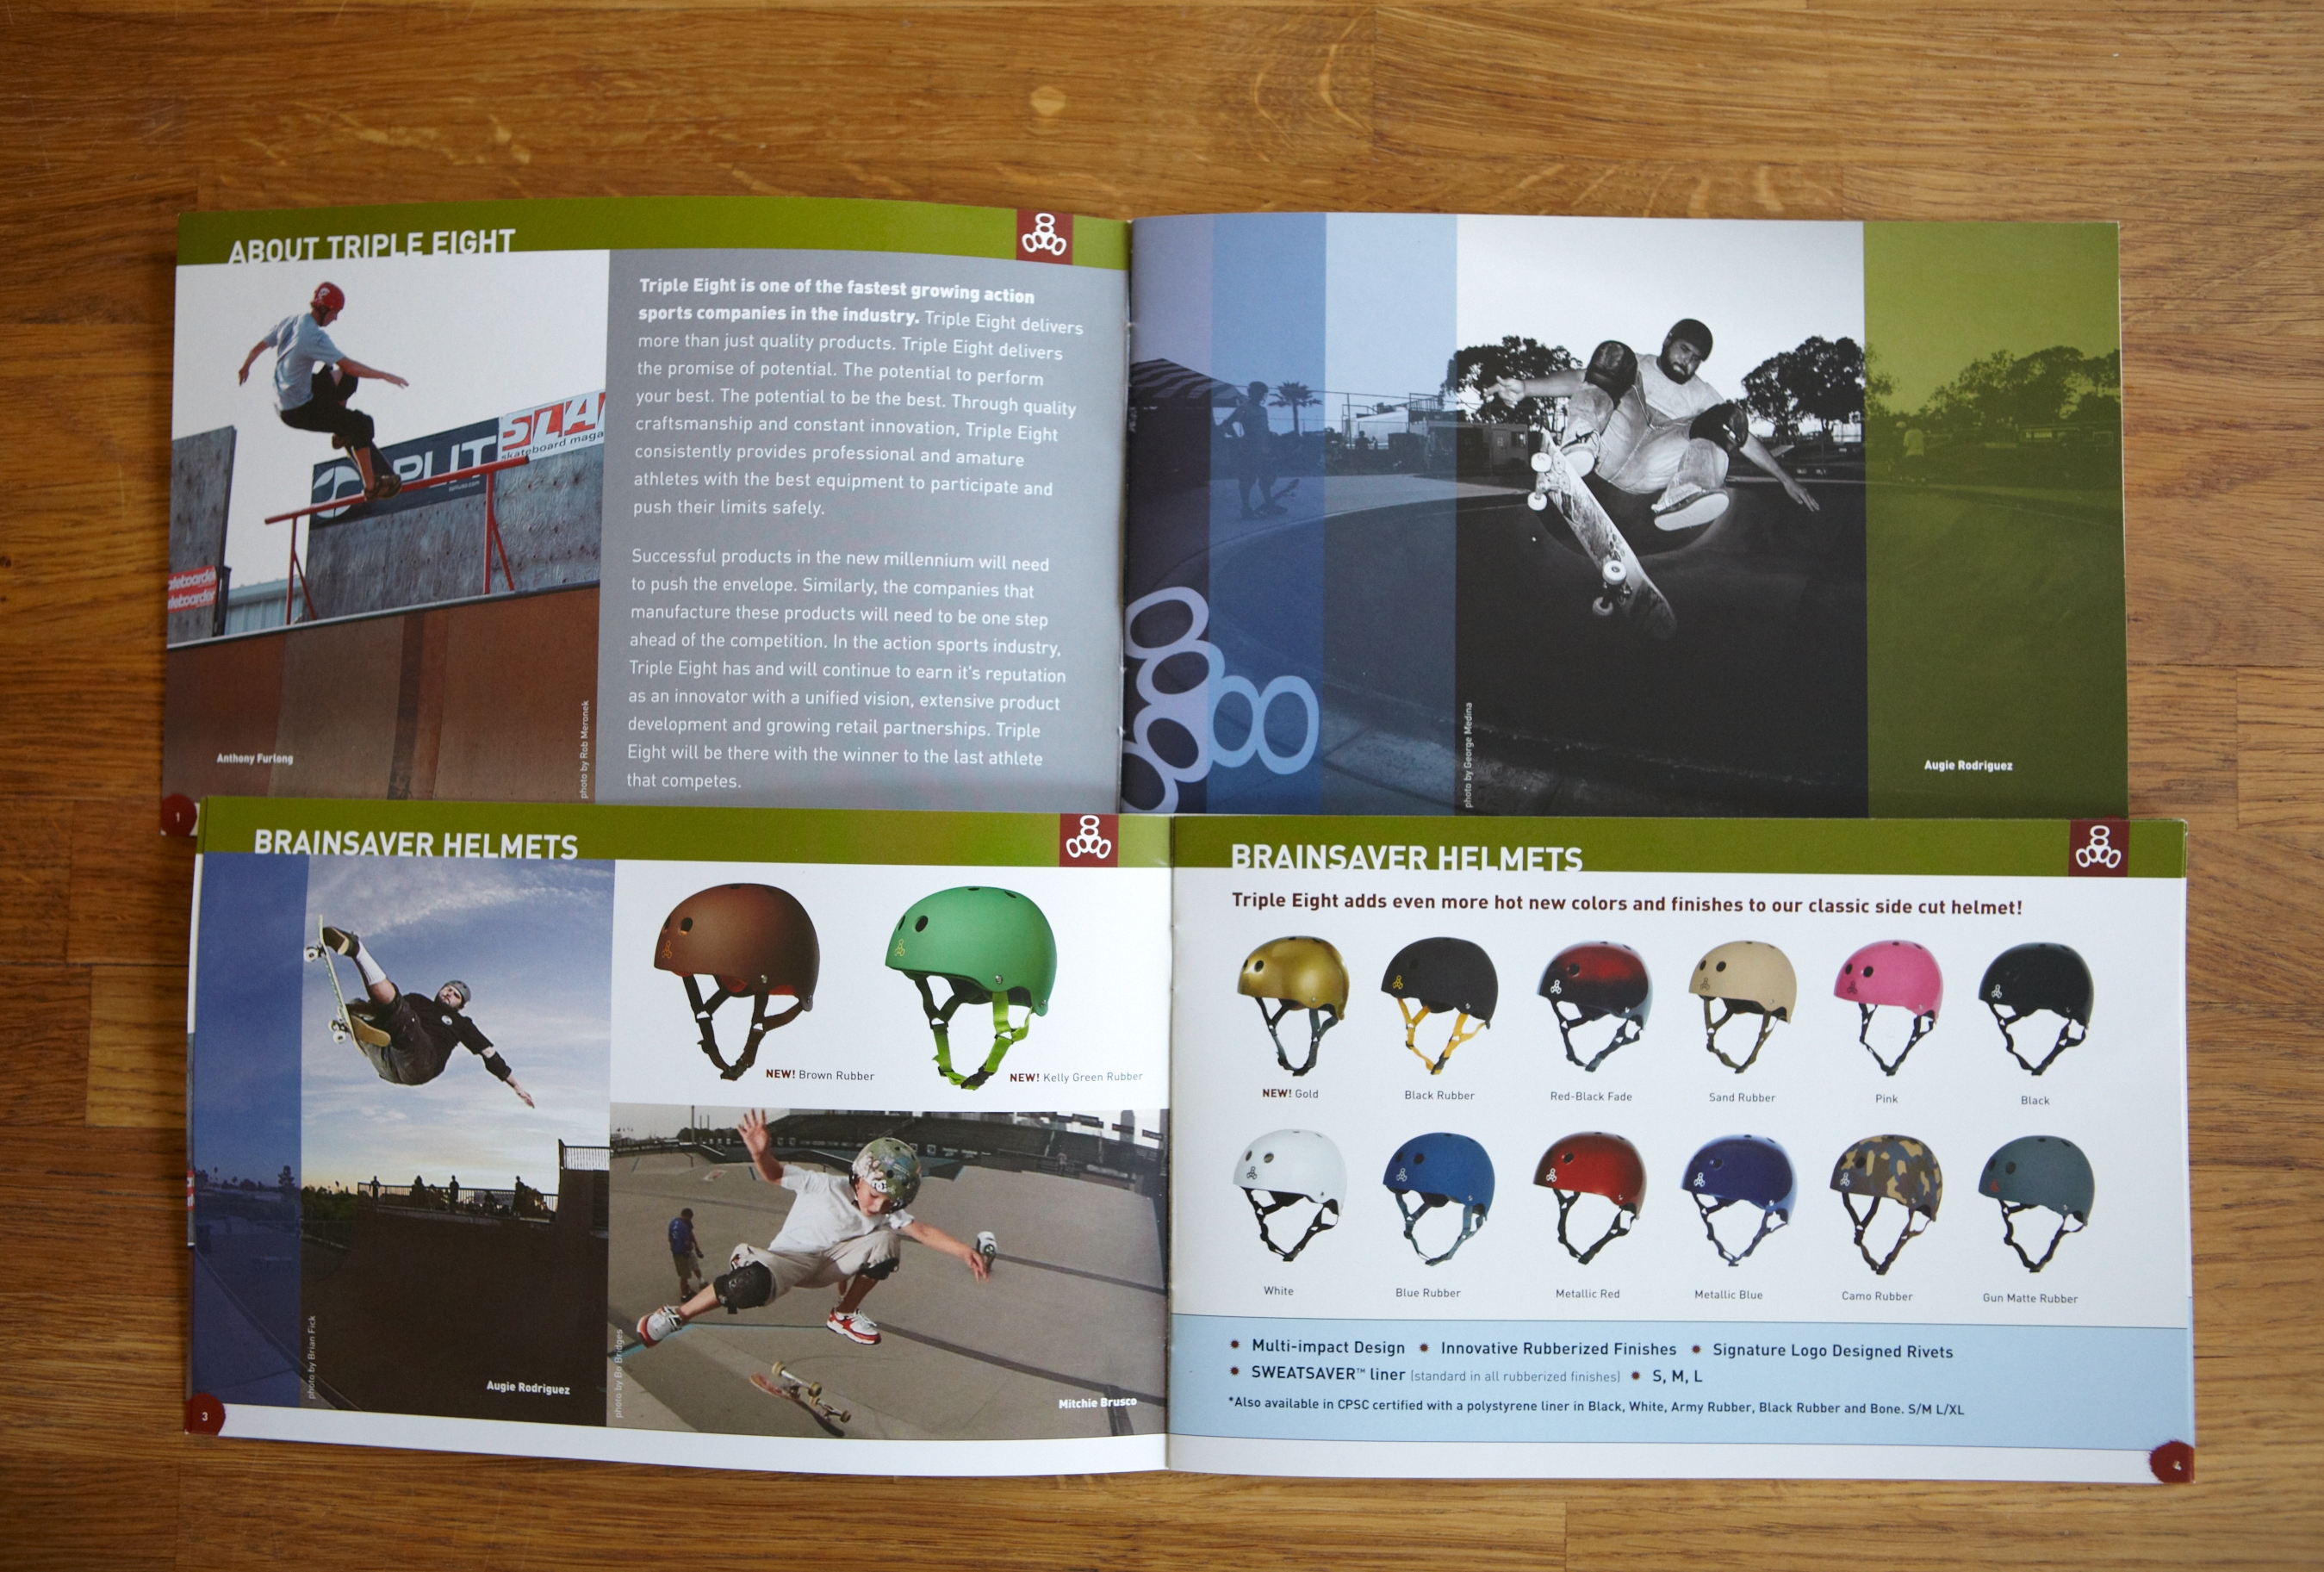 ABOUT TRIPLE EIGHT
SLA
skateboard maga
PLIT
Anthony Furlong
photo by Rob Meronek
1
Triple Eight is one of the fastest growing action
sports companies in the industry. Triple Eight delivers
more than just quality products. Triple Eight delivers
the promise of potential. The potential to perform
your best. The potential to be the best. Through quality
craftsmanship and constant innovation, Triple Eight
consistently provides professional and amature
athletes with the best equipment to participate and
push their limits safely.
Successful products in the new millennium will need
to push the envelope. Similarly, the companies that
manufacture these products will need to be one step
ahead of the competition. In the action sports industry,
Triple Eight has and will continue to earn it's reputation
as an innovator with a unified vision, extensive product
development and growing retail partnerships. Triple
Eight will be there with the winner to the last athlete
that competes.
photo by George Medina
Augie Rodriguez
BRAINSAVER HELMETS
NEW! Brown Rubber
NEW! Kelly Green Rubber
photo by Brian Fick
Augie Rodriguez
photo by Bo Bridges
Mitchie Brusco
3
BRAINSAVER HELMETS
Triple Eight adds even more hot new colors and finishes to our classic side cut helmet!
NEW! Gold
Black Rubber
Red-Black Fade
Sand Rubber
Pink
Black
White
Blue Rubber
Metallic Red
Metallic Blue
Camo Rubber
Gun Matte Rubber
• Multi-impact Design • Innovative Rubberized Finishes • Signature Logo Designed Rivets
• SWEATSAVER™ liner (standard in all rubberized finishes) • S, M, L
*Also available in CPSC certified with a polystyrene liner in Black, White, Army Rubber, Black Rubber and Bone. S/M L/XL
4